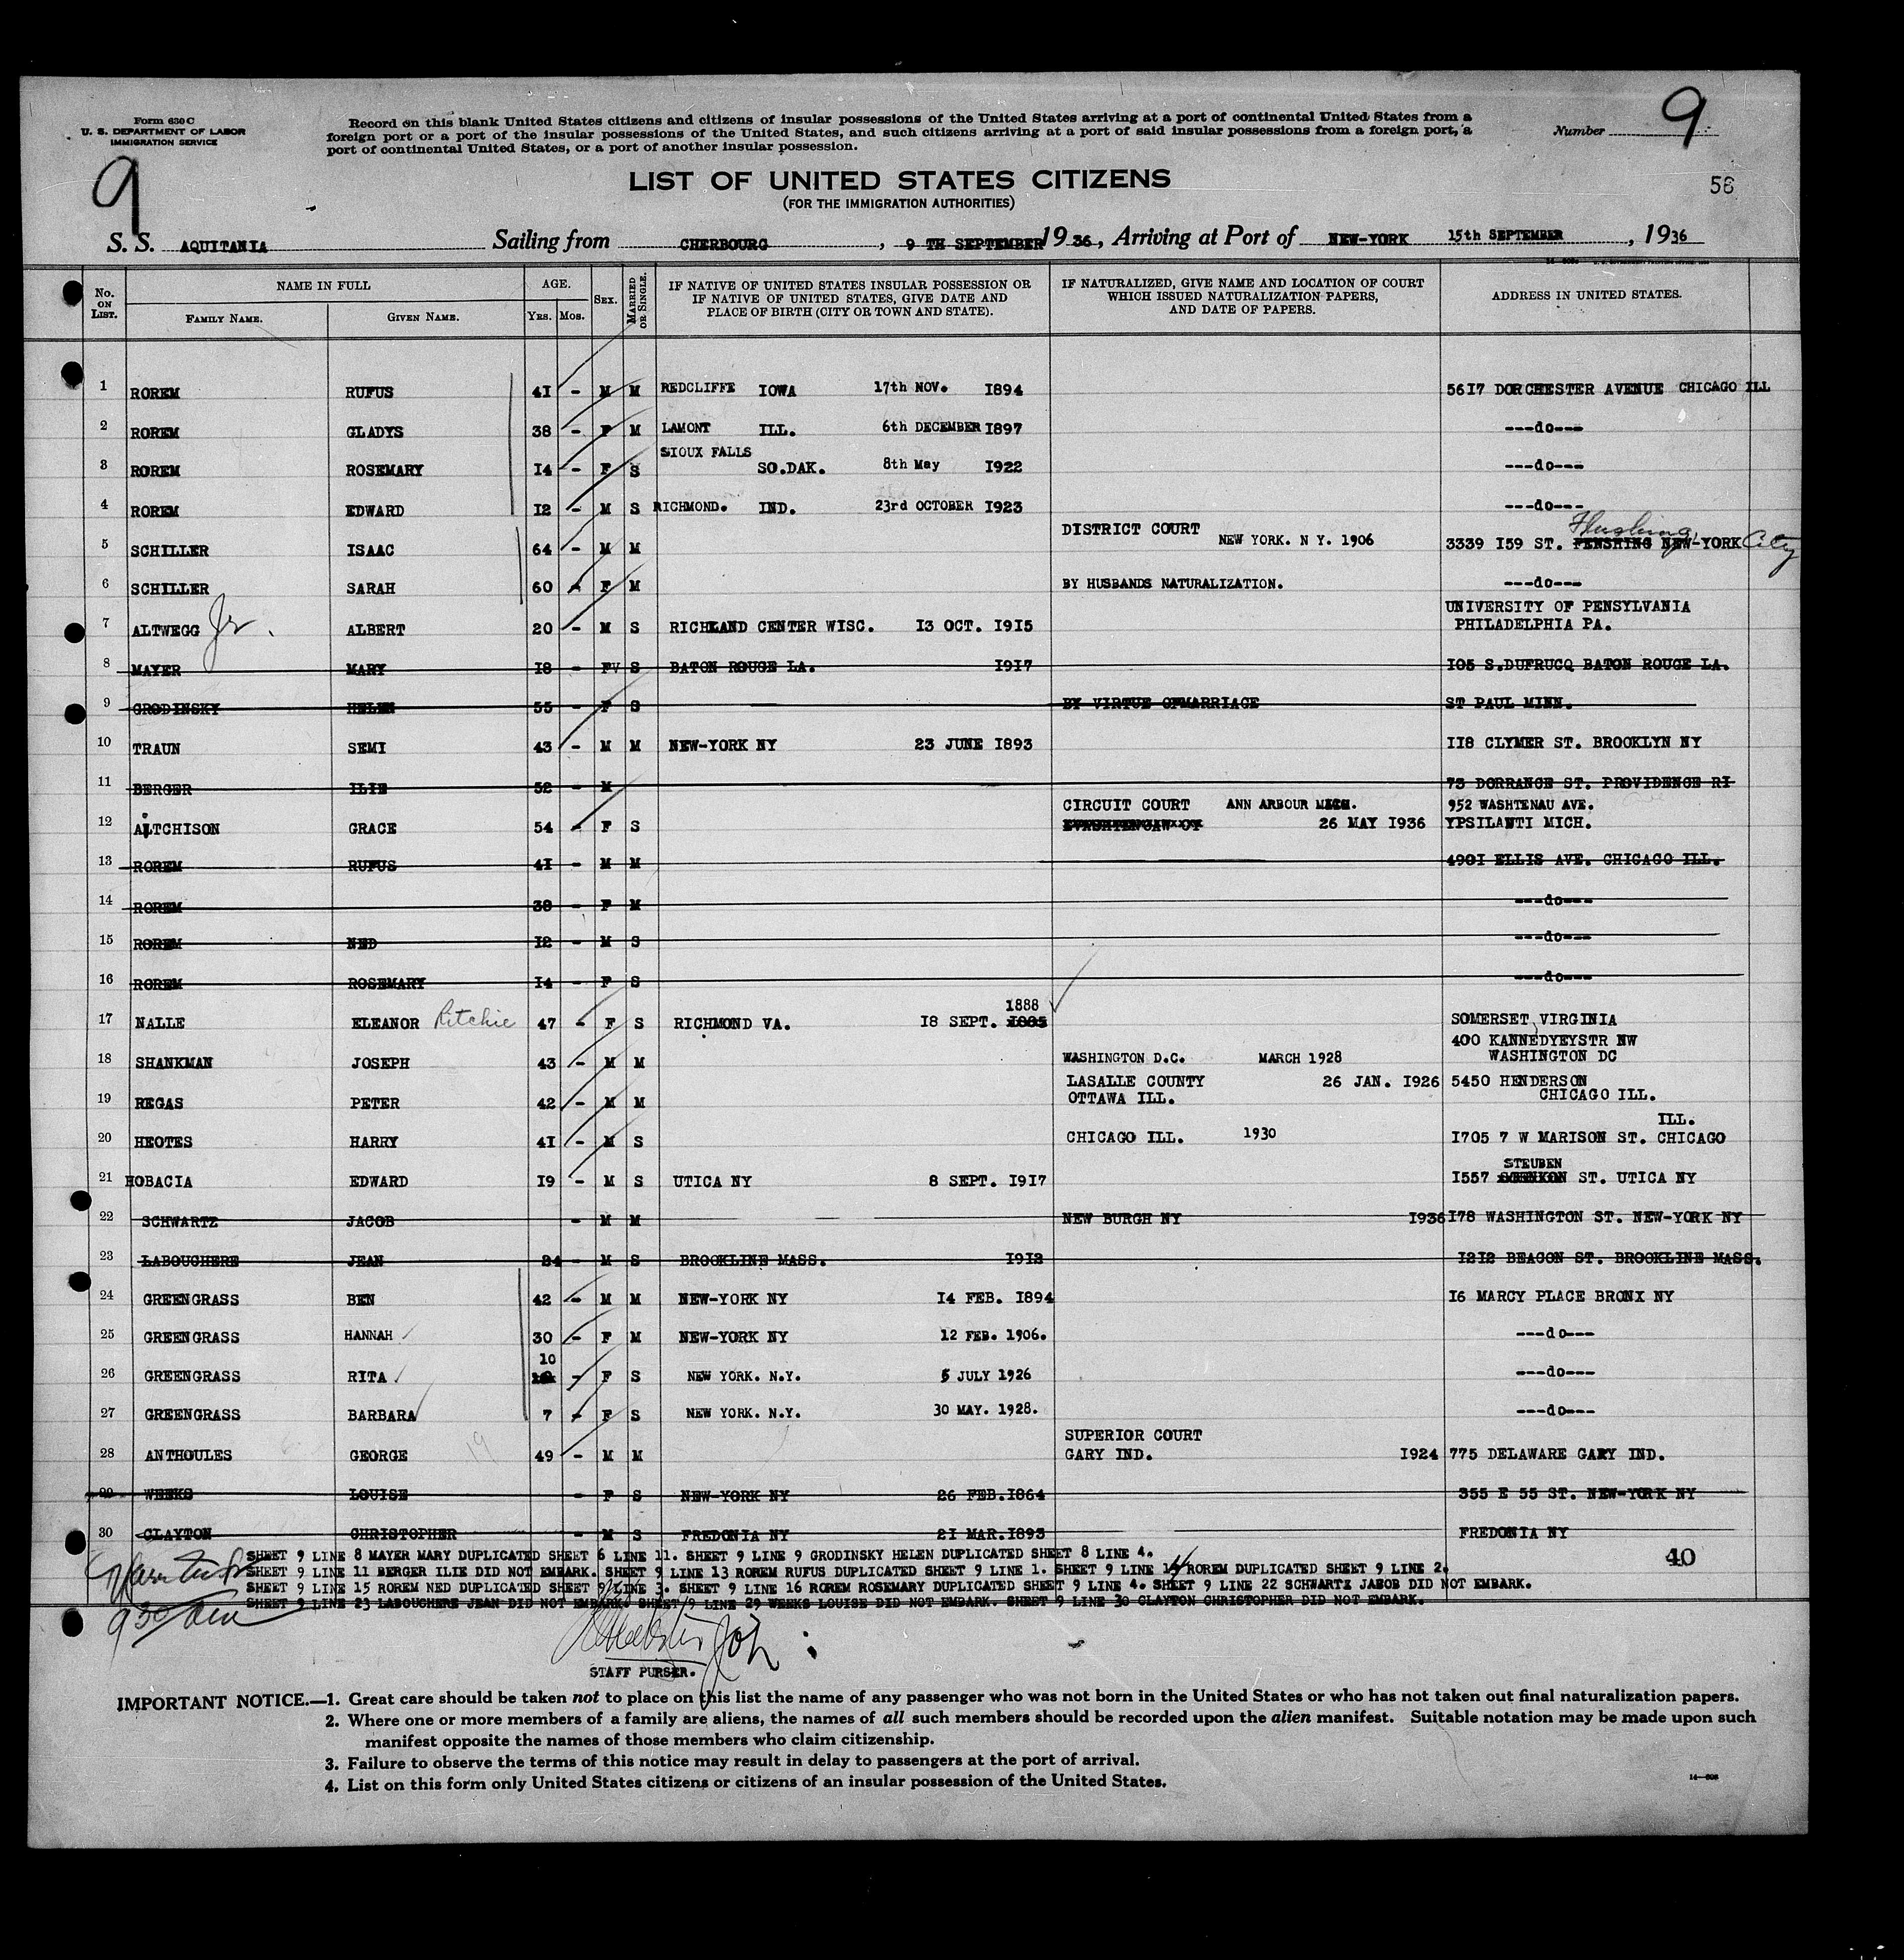 Form 630 C
U. S. DEPARTMENT OF LABOR
IMMIGRATION SERVICE
Record on this blank United States citizens and citizens of insular possessions of the United States arriving at a port of continental United States from a
foreign port or a port of the insular possessions of the United States, and such citizens arriving at a port of said insular possessions from a foreign port, a
port of continental United States, or a port of another insular possession.
Number 9
9
LIST OF UNITED STATES CITIZENS
(FOR THE IMMIGRATION AUTHORITIES)
56
S. S. AQUITANIA Sailing from CHERBOURG, 9 TH SEPTEMBER 1936, Arriving at Port of NEW-YORK 15th SEPTEMBER, 1936
No. ON LIST. NAME IN FULL FAMILY NAME. GIVEN NAME. AGE. YRS. MOS. SEX. MARRIED OR SINGLE. IF NATIVE OF UNITED STATES INSULAR POSSESSION OR IF NATIVE OF UNITED STATES, GIVE DATE AND PLACE OF BIRTH (CITY OR TOWN AND STATE). IF NATURALIZED, GIVE NAME AND LOCATION OF COURT WHICH ISSUED NATURALIZATION PAPERS, AND DATE OF PAPERS. ADDRESS IN UNITED STATES.
1 ROREM RUFUS 41 - M M REDCLIFFE IOWA 17th NOV. 1894 5617 DORCHESTER AVENUE CHICAGO ILL
2 ROREM GLADYS 38 - F M LAMONT ILL. 6th DECEMBER 1897 ---do---
3 ROREM ROSEMARY 14 - F S SIOUX FALLS SO.DAK. 8th May 1922 ---do---
4 ROREM EDWARD 12 - M S RICHMOND. IND. 23rd OCTOBER 1923 ---do---
5 SCHILLER ISAAC 64 - M M DISTRICT COURT NEW YORK. N Y. 1906 3339 159 ST. FENSHING Flushing NEW-YORK City
6 SCHILLER SARAH 60 - F M BY HUSBANDS NATURALIZATION. ---do---
7 ALTWEGG Jr. ALBERT 20 - M S RICHLAND CENTER WISC. 13 OCT. 1915 UNIVERSITY OF PENSYLVANIA PHILADELPHIA PA.
8 MAYER MARY 18 - F S BATON ROUGE LA. 1917 105 S.DUFRUCQ BATON ROUGE LA.
9 GRODINSKY HELEN 55 - F S BY VIRTUE OFMARRIAGE ST PAUL MINN.
10 TRAUN SEMI 43 - M M NEW-YORK NY 23 JUNE 1893 118 CLYMER ST. BROOKLYN NY
11 BERGER ILIE 52 - M 73 DORRANCE ST. PROVIDENCE RI
12 AITCHISON GRACE 54 - F S CIRCUIT COURT ANN ARBOUR MICH. 26 MAY 1936 952 WASHTENAU AVE. YPSILANTI MICH.
13 ROREM RUFUS 41 - M M 4901 ELLIS AVE. CHICAGO ILL.
14 ROREM 38 - F M ---do---
15 ROREM NED 12 - M S ---do---
16 ROREM ROSEMARY 14 - F S ---do---
17 NALLE ELEANOR Ritchie 47 - F S RICHMOND VA. 18 SEPT. 1885 1888 SOMERSET VIRGINIA
18 SHANKMAN JOSEPH 43 - M M WASHINGTON D.C. MARCH 1928 400 KANNEDYEYSTR NW WASHINGTON DC
19 REGAS PETER 42 - M M LASALLE COUNTY OTTAWA ILL. 26 JAN. 1926 5450 HENDERSON CHICAGO ILL.
20 HEOTES HARRY 41 - M S CHICAGO ILL. 1930 1705 7 W MARISON ST. CHICAGO ILL.
21 HOBACIA EDWARD 19 - M S UTICA NY 8 SEPT. 1917 1557 STEUBEN ST. UTICA NY
22 SCHWARTZ JACOB - M M NEW BURGH NY 1936 178 WASHINGTON ST. NEW-YORK NY
23 LABOUCHERE JEAN 24 - M S BROOKLINE MASS. 1912 1212 BEACON ST. BROOKLINE MASS.
24 GREENGRASS BEN 42 - M M NEW-YORK NY 14 FEB. 1894 16 MARCY PLACE BRONX NY
25 GREENGRASS HANNAH 30 - F M NEW-YORK NY 12 FEB. 1906. ---do---
26 GREENGRASS RITA 10 - F S NEW YORK. N.Y. 5 JULY 1926 ---do---
27 GREENGRASS BARBARA 7 - F S NEW YORK. N.Y. 30 MAY. 1928. ---do---
28 ANTHOULES GEORGE 49 - M M SUPERIOR COURT GARY IND. 1924 775 DELAWARE GARY IND.
29 WEEKS LOUISE - F S NEW-YORK NY 26 FEB.1864 355 E 55 ST. NEW-YORK NY
30 CLAYTON CHRISTOPHER - M S FREDONIA NY 21 MAR.1893 FREDONIA NY
SHEET 9 LINE 8 MAYER MARY DUPLICATED SHEET 6 LINE 11. SHEET 9 LINE 9 GRODINSKY HELEN DUPLICATED SHEET 8 LINE 4.
40
SHEET 9 LINE 11 BERGER ILIE DID NOT EMBARK. SHEET 9 LINE 13 ROREM RUFUS DUPLICATED SHEET 9 LINE 1. SHEET 9 LINE 14 ROREM DUPLICATED SHEET 9 LINE 2.
SHEET 9 LINE 15 ROREM NED DUPLICATED SHEET 9 LINE 3. SHEET 9 LINE 16 ROREM ROSEMARY DUPLICATED SHEET 9 LINE 4. SHEET 9 LINE 22 SCHWARTZ JABOB DID NOT EMBARK.
SHEET 9 LINE 23 LABOUCHERE JEAN DID NOT EMBARK. SHEET 9 LINE 29 WEEKS LOUISE DID NOT EMBARK. SHEET 9 LINE 30 CLAYTON CHRISTOPHER DID NOT EMBARK.
930 am
STAFF PURSER.
IMPORTANT NOTICE.—1. Great care should be taken not to place on this list the name of any passenger who was not born in the United States or who has not taken out final naturalization papers.
2. Where one or more members of a family are aliens, the names of all such members should be recorded upon the alien manifest. Suitable notation may be made upon such
manifest opposite the names of those members who claim citizenship.
3. Failure to observe the terms of this notice may result in delay to passengers at the port of arrival.
4. List on this form only United States citizens or citizens of an insular possession of the United States.